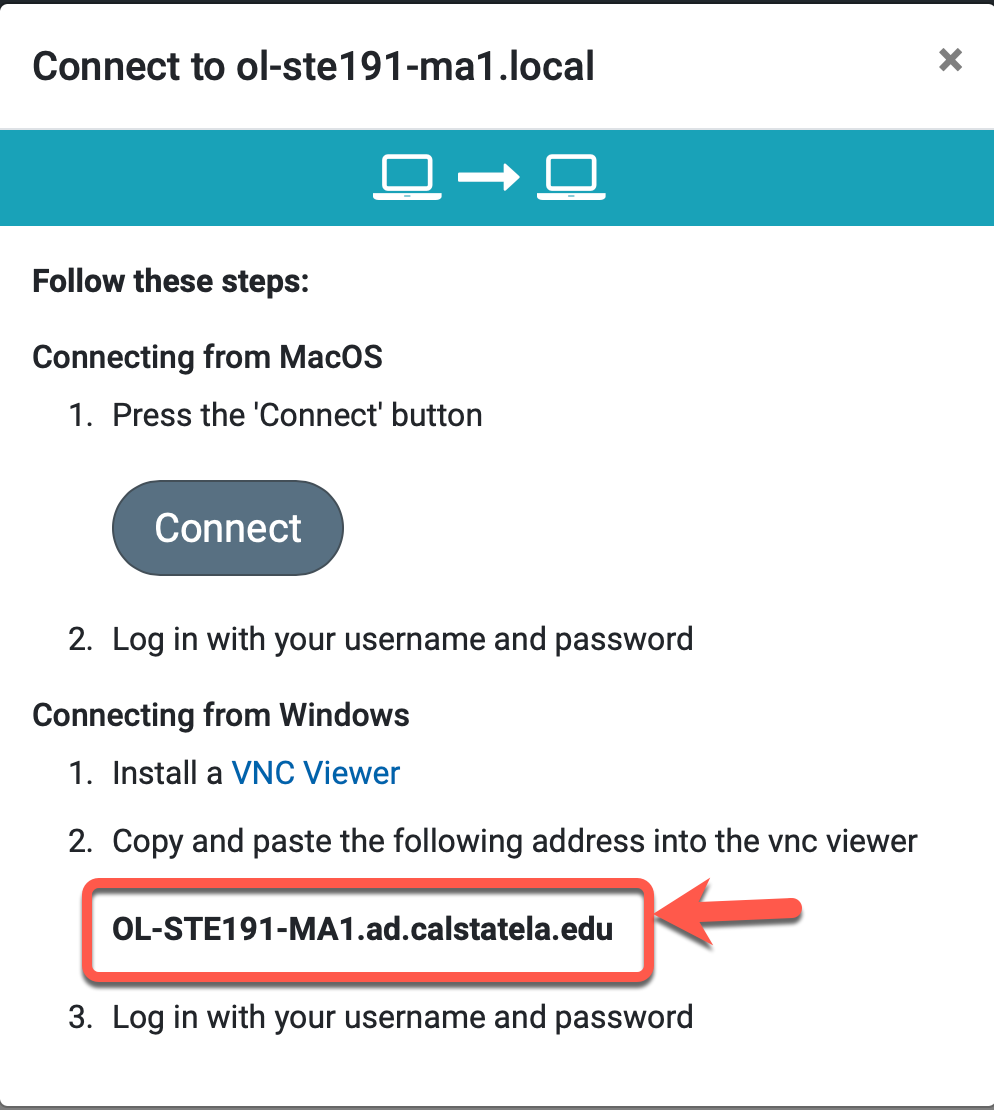 Connect to ol-ste191-ma1.local
×
Follow these steps:
Connecting from MacOS
1. Press the 'Connect' button
Connect
2. Log in with your username and password
Connecting from Windows
1. Install a VNC Viewer
2. Copy and paste the following address into the vnc viewer
OL-STE191-MA1.ad.calstatela.edu
3. Log in with your username and password